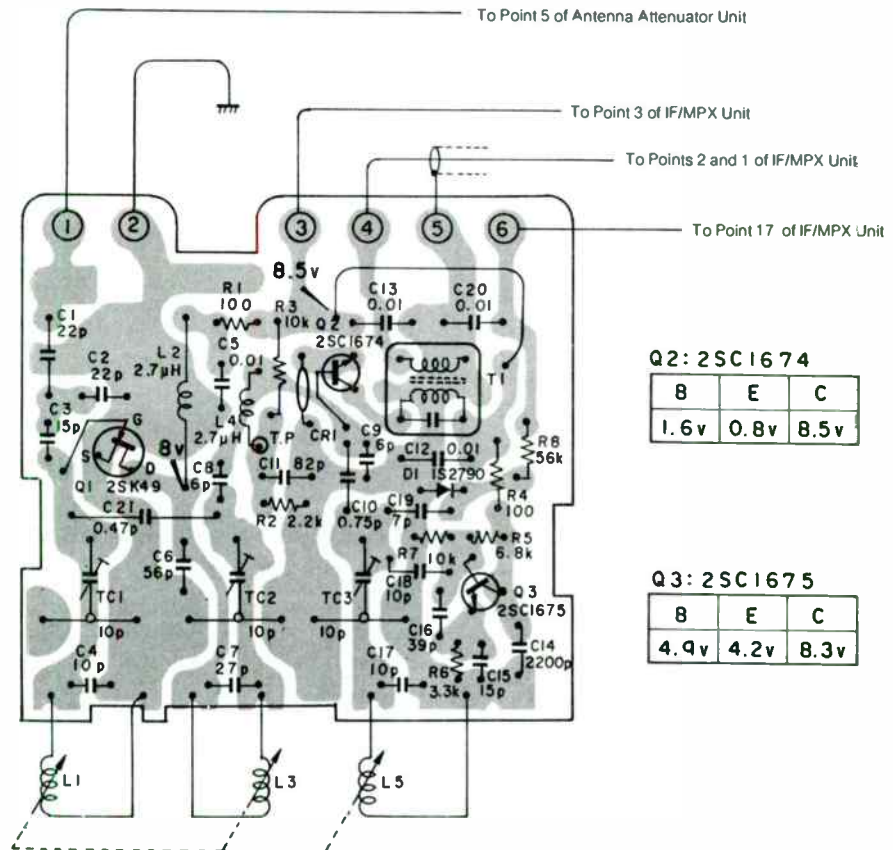 To Point 5 of Antenna Attenuator Unit
To Point 3 of IF/MPX Unit
To Points 2 and 1 of IF/MPX Unit
To Point 17 of IF/MPX Unit
1
2
3
4
5
6
8.5v
C1
22p
C2
22p
C3
15p
L2
2.7µH
R1
100
C5
0.01
R3
10k
Q2
2SC1674
C13
0.01
C20
0.01
T1
G
S
D
Q1 2SK49
8v
L4
2.7µH
T.P
CR1
C8
6p
C11 82p
R2 2.2k
C9
6p
C10
0.75p
C12 0.01
D1 1S2790
C19
7p
R8
56k
R4
100
C21
0.47p
C6
56p
R7 10k
R5
6.8k
C18
10p
Q3
2SC1675
TC1
10p
TC2
10p
TC3
10p
C16
39p
C14
2200p
C4
10p
C7
27p
C17
10p
R6
3.3k
C15
15p
L1
L3
L5
Q2: 2SC1674
B E C
1.6v 0.8v 8.5v
Q3: 2SC1675
B E C
4.9v 4.2v 8.3v